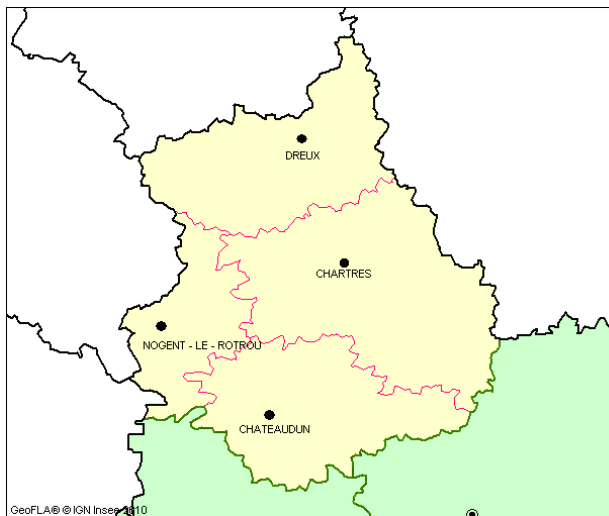 DREUX
CHARTRES
NOGENT - LE - ROTROU
CHATEAUDUN
GeoFLA® © IGN Insee 2010